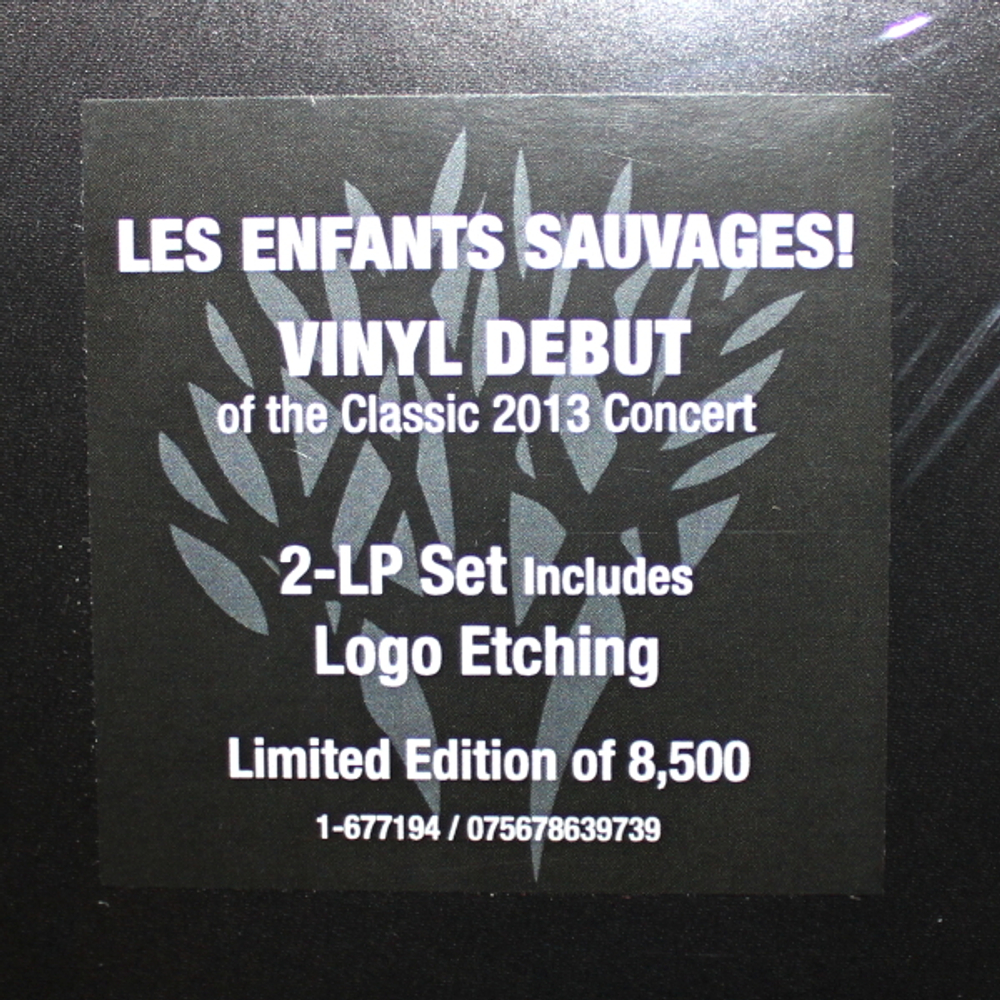 LES ENFANTS SAUVAGES!
VINYL DEBUT
of the Classic 2013 Concert
2-LP Set Includes
Logo Etching
Limited Edition of 8,500
1-677194 / 075678639739